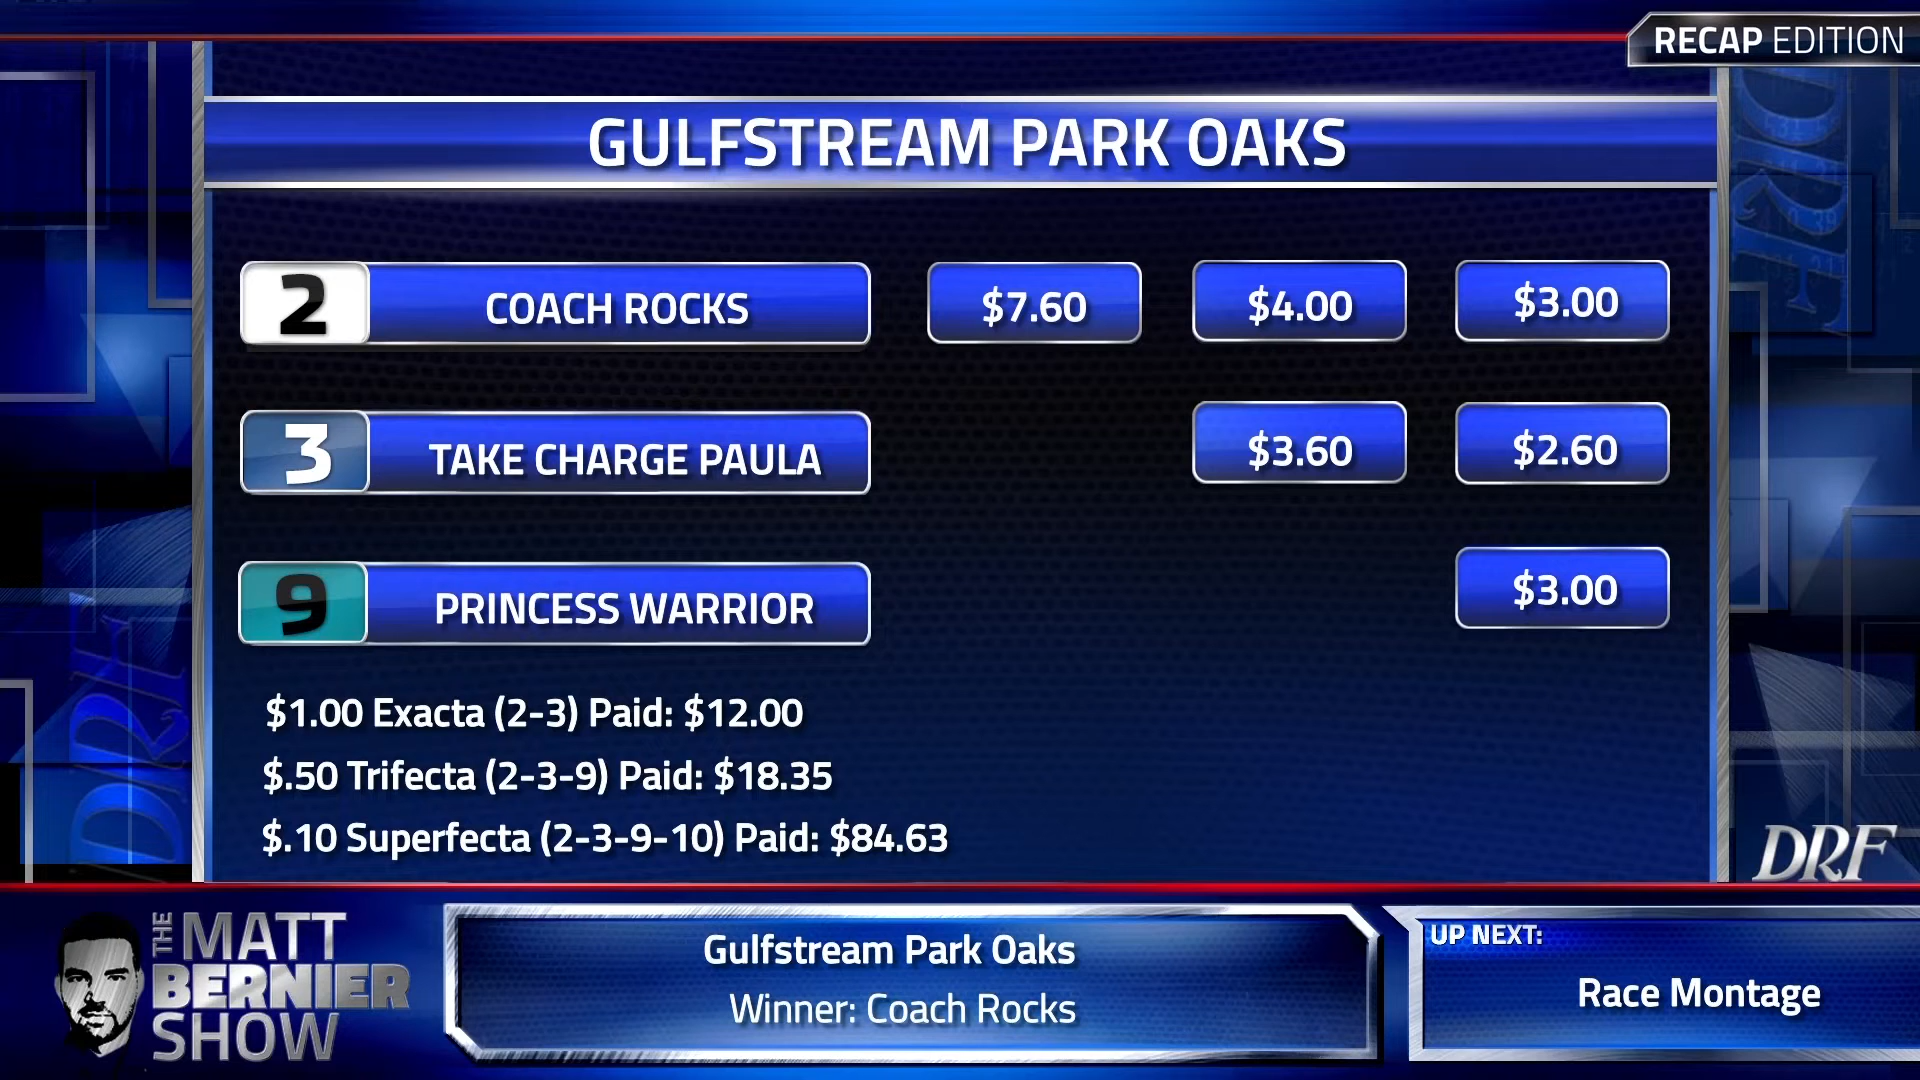 RECAP EDITION
GULFSTREAM PARK OAKS
2 COACH ROCKS $7.60 $4.00 $3.00
3 TAKE CHARGE PAULA $3.60 $2.60
9 PRINCESS WARRIOR $3.00
$1.00 Exacta (2-3) Paid: $12.00
$.50 Trifecta (2-3-9) Paid: $18.35
$.10 Superfecta (2-3-9-10) Paid: $84.63
DRF
DRF
DRF
THE MATT
BERNIER
SHOW
Gulfstream Park Oaks
Winner: Coach Rocks
UP NEXT:
Race Montage